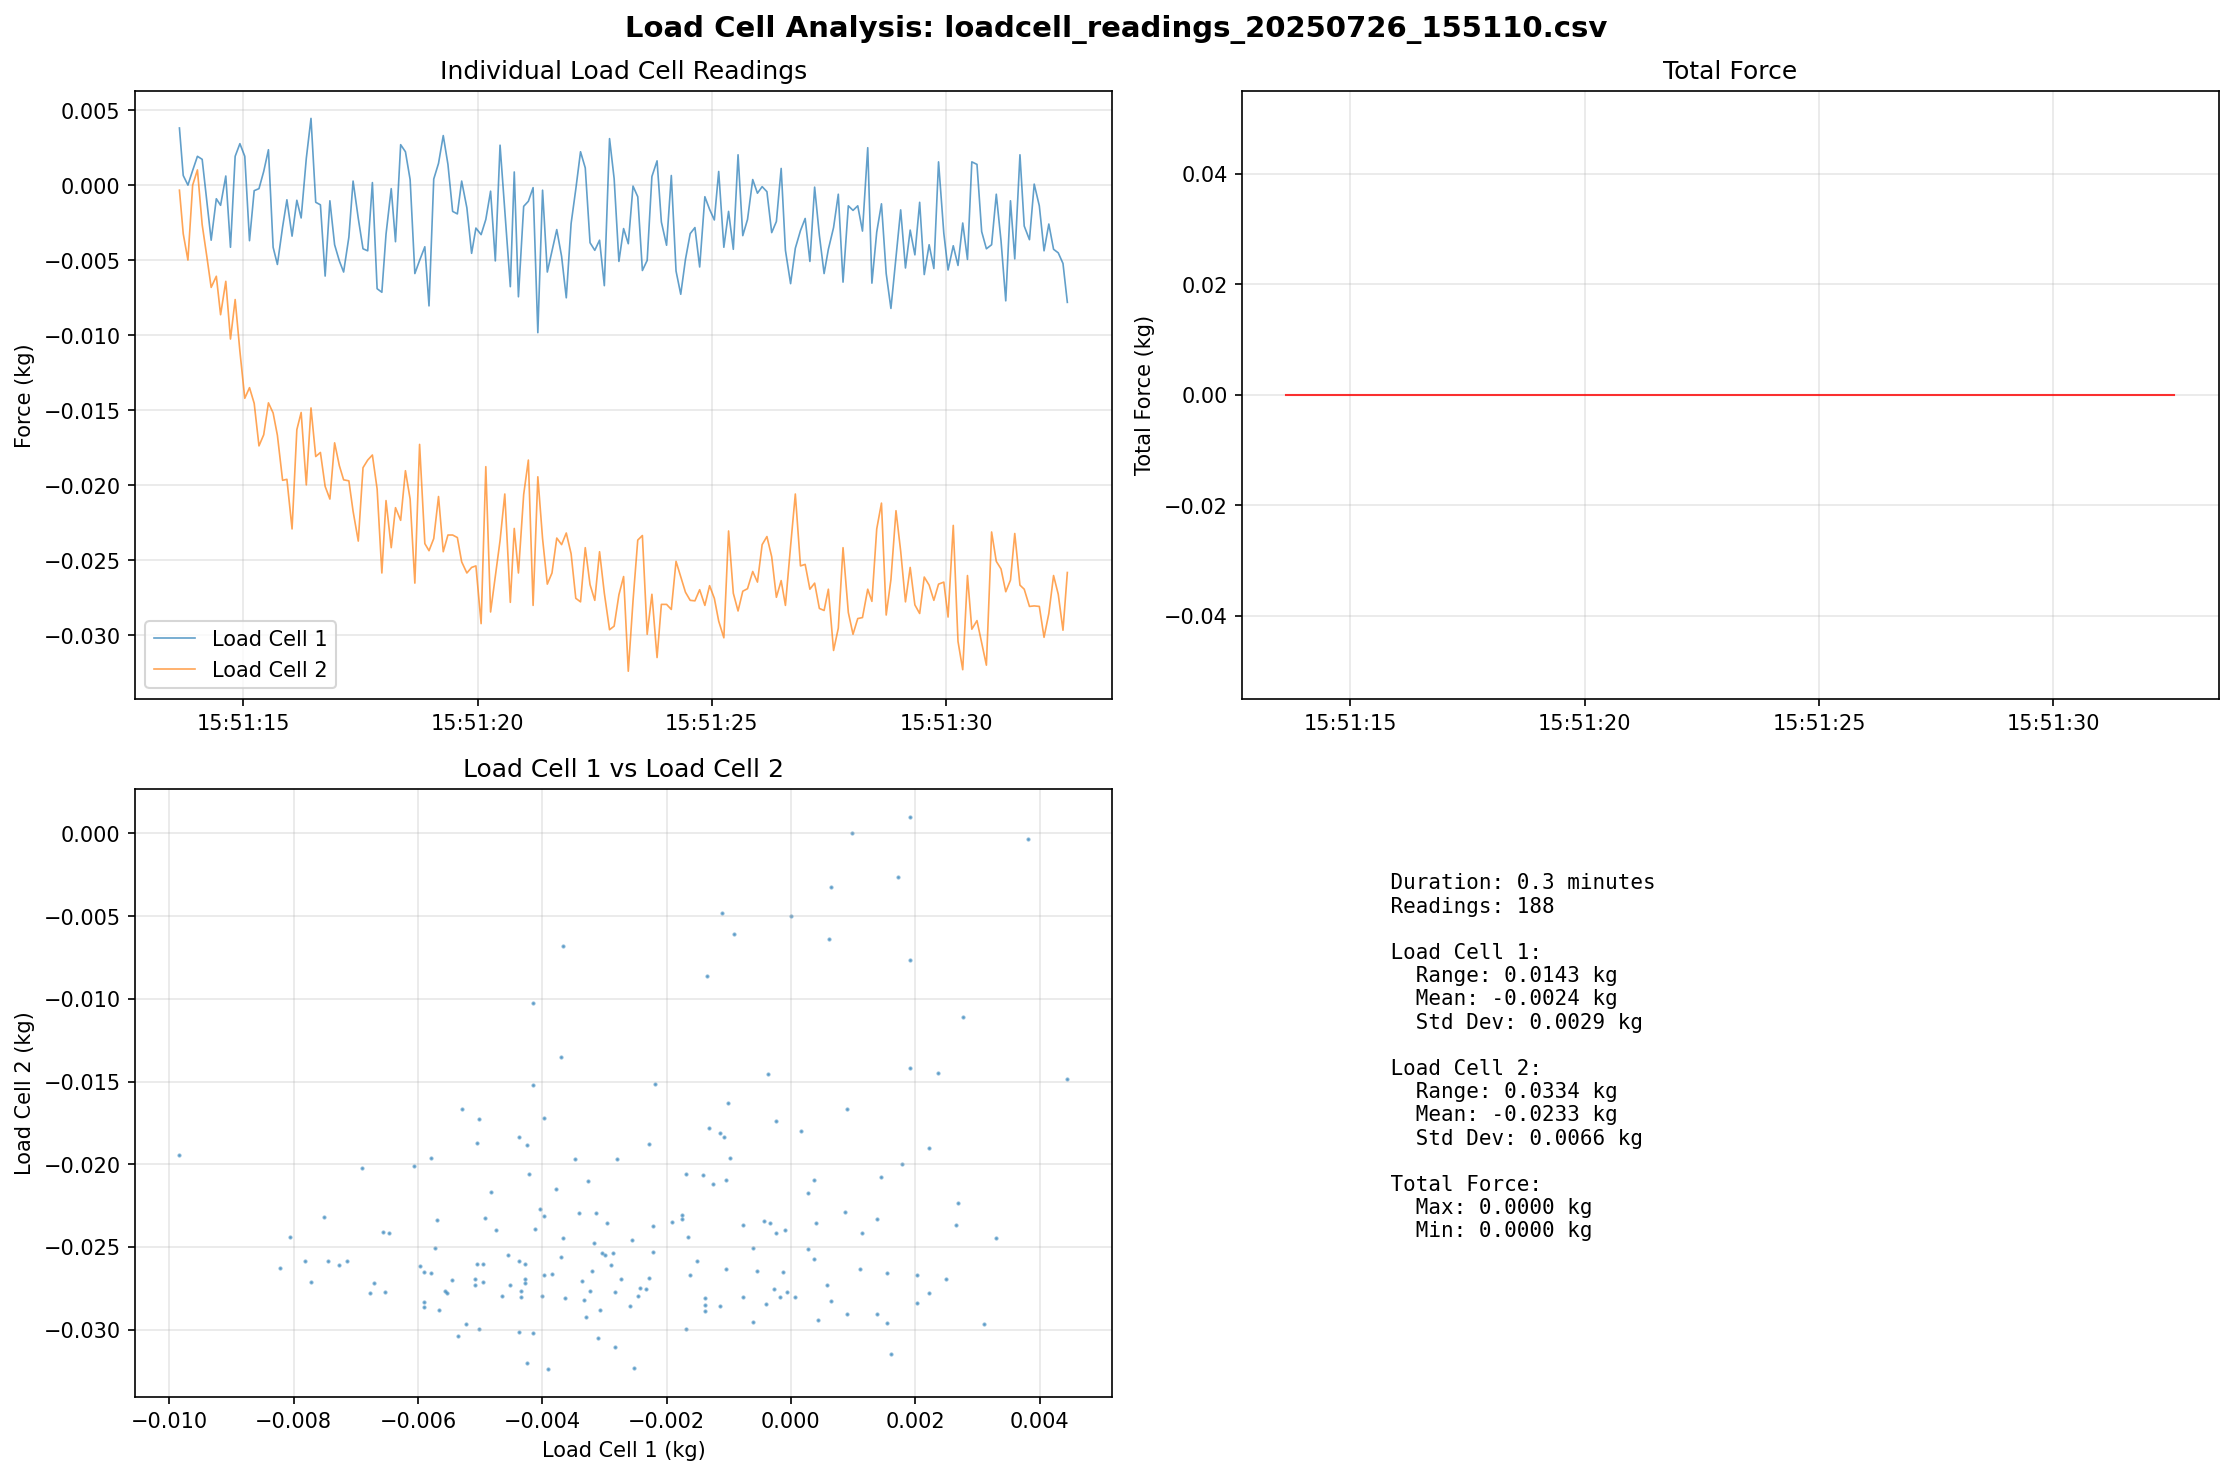 Load Cell Analysis: loadcell_readings_20250726_155110.csv
Individual Load Cell Readings
0.005
0.000
−0.005
−0.010
−0.015
−0.020
−0.025
−0.030
Force (kg)
Load Cell 1
Load Cell 2
15:51:15 15:51:20 15:51:25 15:51:30
Total Force
0.04
0.02
0.00
−0.02
−0.04
Total Force (kg)
15:51:15 15:51:20 15:51:25 15:51:30
Load Cell 1 vs Load Cell 2
0.000
−0.005
−0.010
−0.015
−0.020
−0.025
−0.030
Load Cell 2 (kg)
−0.010 −0.008 −0.006 −0.004 −0.002 0.000 0.002 0.004
Load Cell 1 (kg)
Duration: 0.3 minutes
Readings: 188
Load Cell 1:
Range: 0.0143 kg
Mean: -0.0024 kg
Std Dev: 0.0029 kg
Load Cell 2:
Range: 0.0334 kg
Mean: -0.0233 kg
Std Dev: 0.0066 kg
Total Force:
Max: 0.0000 kg
Min: 0.0000 kg